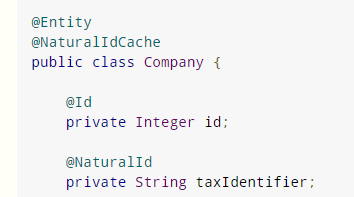 @Entity
@NaturalIdCache
public class Company {
@Id
private Integer id;
@NaturalId
private String taxIdentifier;